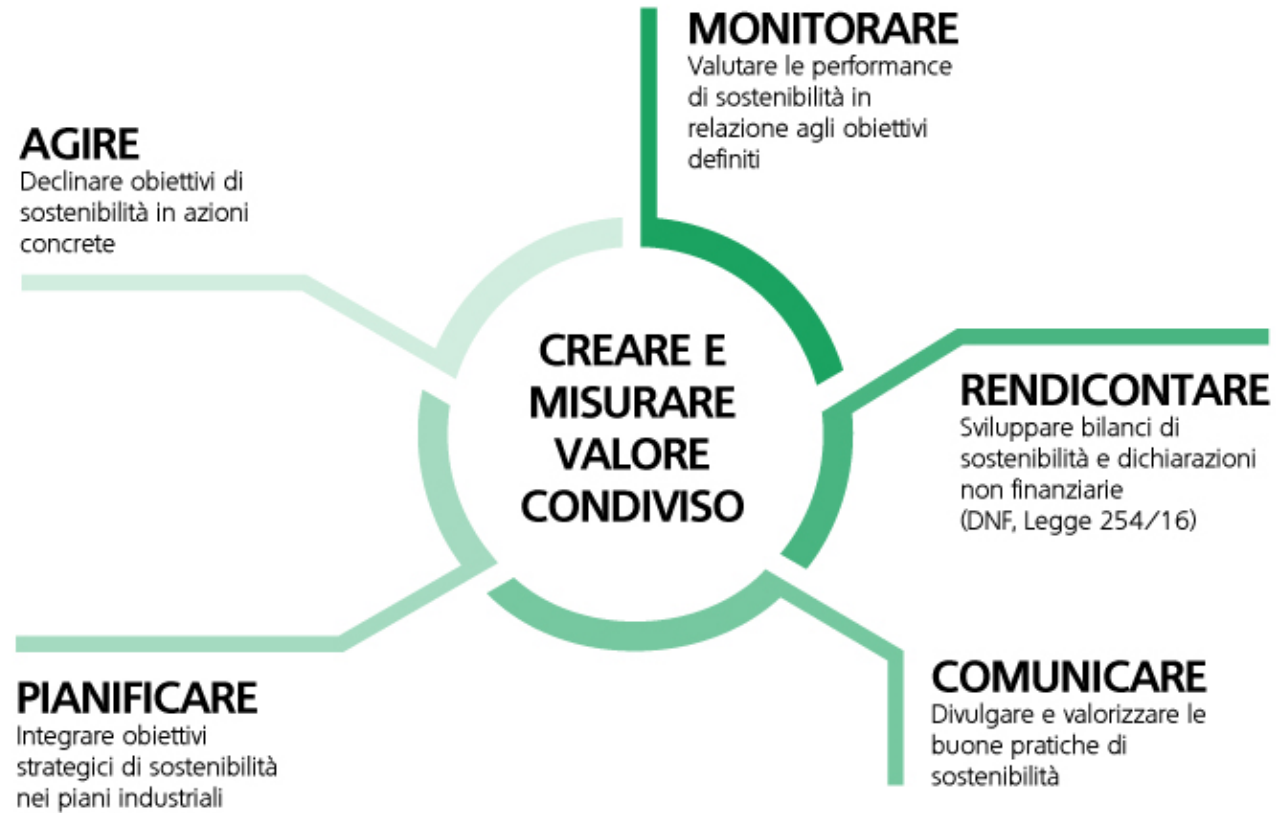 MONITORARE
Valutare le performance
di sostenibilità in
relazione agli obiettivi
definiti
AGIRE
Declinare obiettivi di
sostenibilità in azioni
concrete
CREARE E
MISURARE
VALORE
CONDIVISO
RENDICONTARE
Sviluppare bilanci di
sostenibilità e dichiarazioni
non finanziarie
(DNF, Legge 254/16)
PIANIFICARE
Integrare obiettivi
strategici di sostenibilità
nei piani industriali
COMUNICARE
Divulgare e valorizzare le
buone pratiche di
sostenibilità